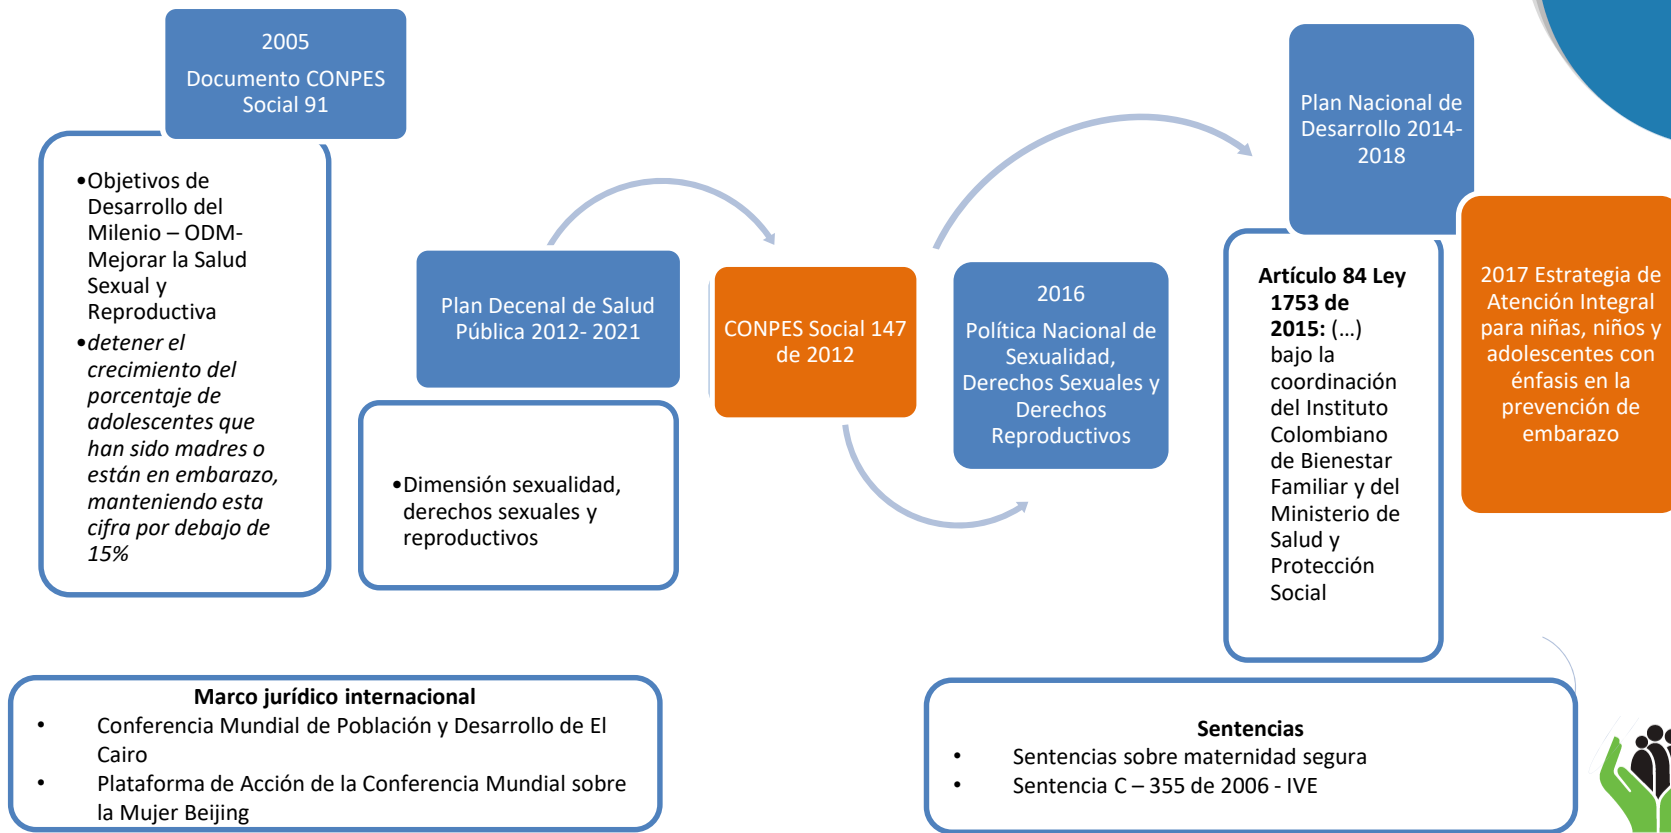 2005
Documento CONPES
Social 91
•Objetivos de
Desarrollo del
Milenio – ODM-
Mejorar la Salud
Sexual y
Reproductiva
•detener el
crecimiento del
porcentaje de
adolescentes que
han sido madres o
están en embarazo,
manteniendo esta
cifra por debajo de
15%
Plan Decenal de Salud
Pública 2012- 2021
•Dimensión sexualidad,
derechos sexuales y
reproductivos
CONPES Social 147
de 2012
2016
Política Nacional de
Sexualidad,
Derechos Sexuales y
Derechos
Reproductivos
Plan Nacional de
Desarrollo 2014-
2018
Artículo 84 Ley
1753 de
2015: (...)
bajo la
coordinación
del Instituto
Colombiano
de Bienestar
Familiar y del
Ministerio de
Salud y
Protección
Social
2017 Estrategia de
Atención Integral
para niñas, niños y
adolescentes con
énfasis en la
prevención de
embarazo
Marco jurídico internacional
• Conferencia Mundial de Población y Desarrollo de El
Cairo
• Plataforma de Acción de la Conferencia Mundial sobre
la Mujer Beijing
Sentencias
• Sentencias sobre maternidad segura
• Sentencia C – 355 de 2006 - IVE